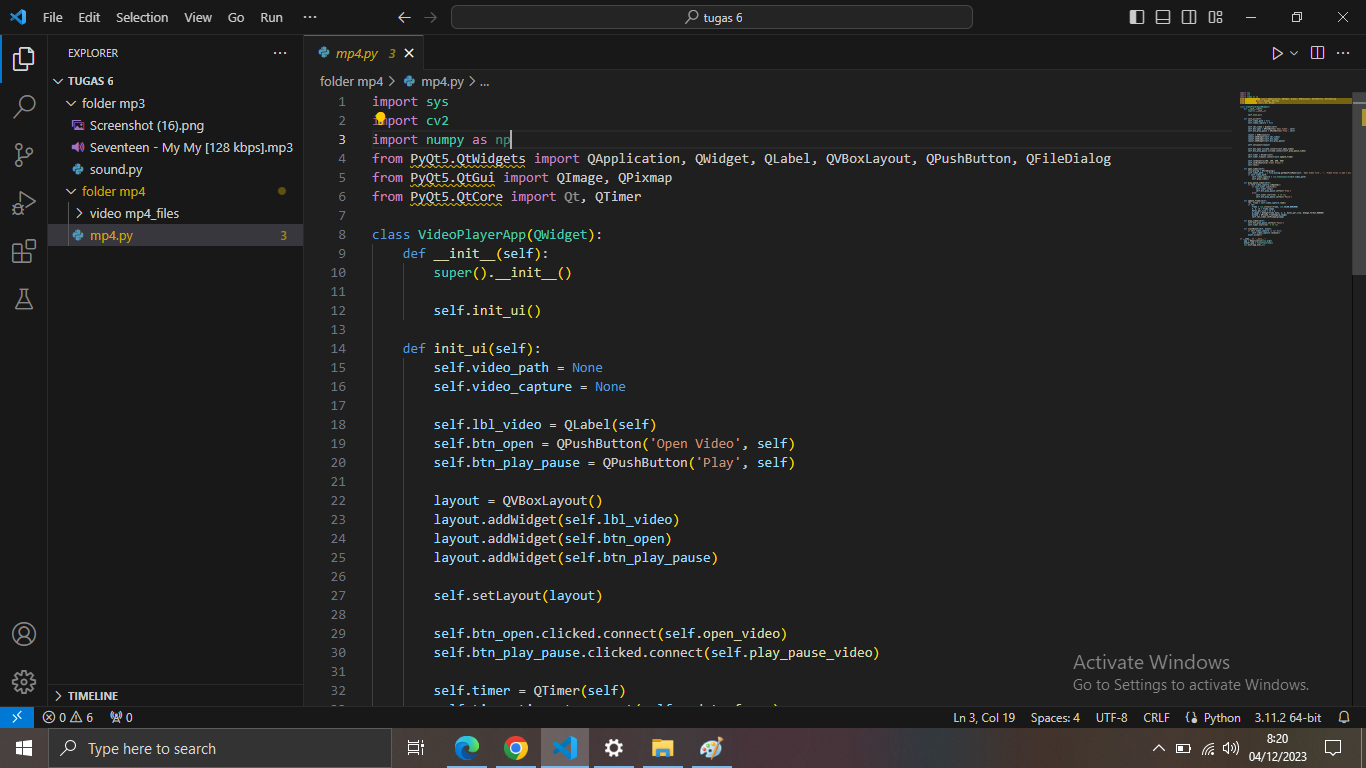 File Edit Selection View Go Run ···
tugas 6
EXPLORER
TUGAS 6
folder mp3
Screenshot (16).png
Seventeen - My My [128 kbps].mp3
sound.py
folder mp4
video mp4_files
mp4.py 3
TIMELINE
mp4.py 3
folder mp4 > mp4.py > ...
1 import sys
2 import cv2
3 import numpy as np
4 from PyQt5.QtWidgets import QApplication, QWidget, QLabel, QVBoxLayout, QPushButton, QFileDialog
5 from PyQt5.QtGui import QImage, QPixmap
6 from PyQt5.QtCore import Qt, QTimer
7
8 class VideoPlayerApp(QWidget):
9 def __init__(self):
10 super().__init__()
11
12 self.init_ui()
13
14 def init_ui(self):
15 self.video_path = None
16 self.video_capture = None
17
18 self.lbl_video = QLabel(self)
19 self.btn_open = QPushButton('Open Video', self)
20 self.btn_play_pause = QPushButton('Play', self)
21
22 layout = QVBoxLayout()
23 layout.addWidget(self.lbl_video)
24 layout.addWidget(self.btn_open)
25 layout.addWidget(self.btn_play_pause)
26
27 self.setLayout(layout)
28
29 self.btn_open.clicked.connect(self.open_video)
30 self.btn_play_pause.clicked.connect(self.play_pause_video)
31
32 self.timer = QTimer(self)
Activate Windows
Go to Settings to activate Windows.
0 6 0
Ln 3, Col 19 Spaces: 4 UTF-8 CRLF Python 3.11.2 64-bit
Type here to search
8:20
04/12/2023